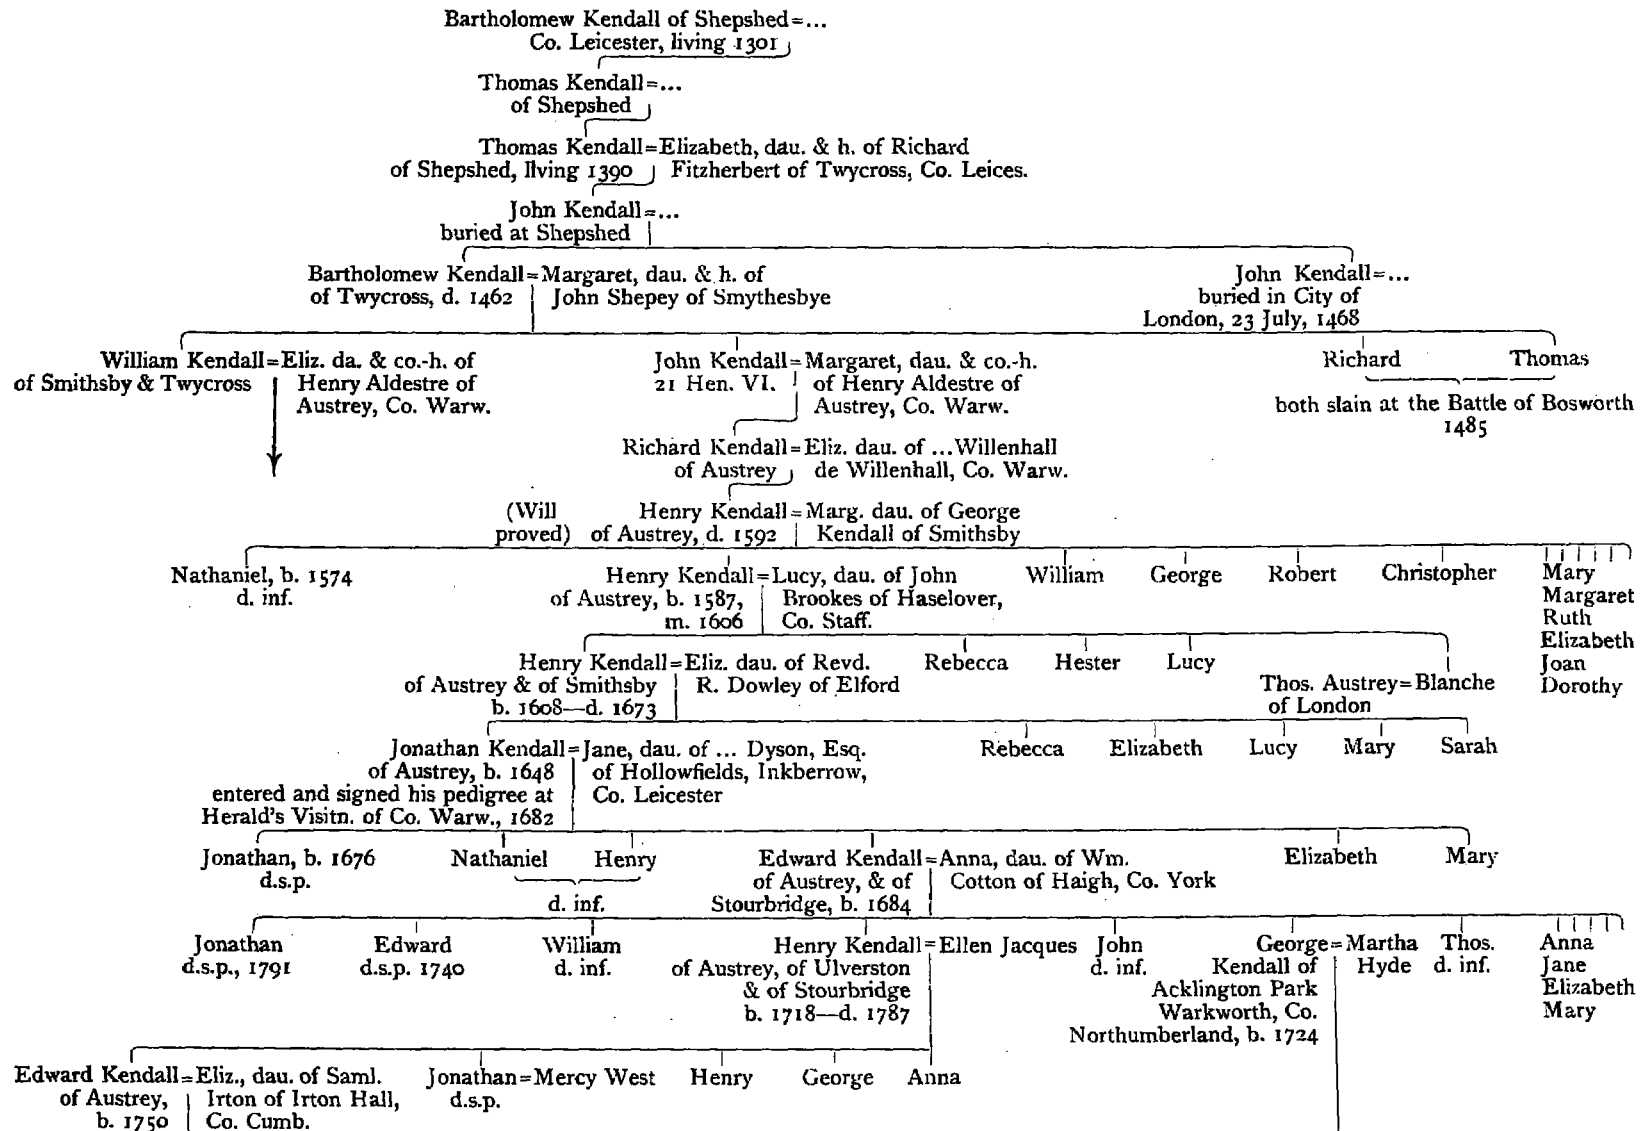 Bartholomew Kendall of Shepshed=...
Co. Leicester, living 1301
Thomas Kendall=...
of Shepshed
Thomas Kendall=Elizabeth, dau. & h. of Richard
of Shepshed, living 1390 Fitzherbert of Twycross, Co. Leices.
John Kendall=...
buried at Shepshed
Bartholomew Kendall=Margaret, dau. & h. of
of Twycross, d. 1462 John Shepey of Smythesbye
John Kendall=...
buried in City of
London, 23 July, 1468
William Kendall=Eliz. da. & co.-h. of
of Smithsby & Twycross Henry Aldestre of
Austrey, Co. Warw.
John Kendall=Margaret, dau. & co.-h.
21 Hen. VI. of Henry Aldestre of
Austrey, Co. Warw.
Richard Thomas
both slain at the Battle of Bosworth
1485
Richard Kendall=Eliz. dau. of ...Willenhall
of Austrey de Willenhall, Co. Warw.
(Will Henry Kendall=Marg. dau. of George
proved) of Austrey, d. 1592 Kendall of Smithsby
Nathaniel, b. 1574
d. inf.
Henry Kendall=Lucy, dau. of John
of Austrey, b. 1587, Brookes of Haselover,
m. 1606 Co. Staff.
William George Robert Christopher
Mary
Margaret
Ruth
Elizabeth
Joan
Dorothy
Henry Kendall=Eliz. dau. of Revd.
of Austrey & of Smithsby R. Dowley of Elford
b. 1608—d. 1673
Rebecca Hester Lucy
Thos. Austrey=Blanche
of London
Jonathan Kendall=Jane, dau. of ... Dyson, Esq.
of Austrey, b. 1648 of Hollowfields, Inkberrow,
entered and signed his pedigree at Co. Leicester
Herald's Visitn. of Co. Warw., 1682
Rebecca Elizabeth Lucy Mary Sarah
Jonathan, b. 1676
d.s.p.
Nathaniel Henry
d. inf.
Edward Kendall=Anna, dau. of Wm.
of Austrey, & of Cotton of Haigh, Co. York
Stourbridge, b. 1684
Elizabeth Mary
Jonathan
d.s.p., 1791
Edward
d.s.p. 1740
William
d. inf.
Henry Kendall=Ellen Jacques
of Austrey, of Ulverston
& of Stourbridge
b. 1718—d. 1787
John
d. inf.
George=Martha
Kendall of Hyde
Acklington Park
Warkworth, Co.
Northumberland, b. 1724
Thos.
d. inf.
Anna
Jane
Elizabeth
Mary
Edward Kendall=Eliz., dau. of Saml.
of Austrey, Irton of Irton Hall,
b. 1750 Co. Cumb.
Jonathan=Mercy West
d.s.p.
Henry George Anna